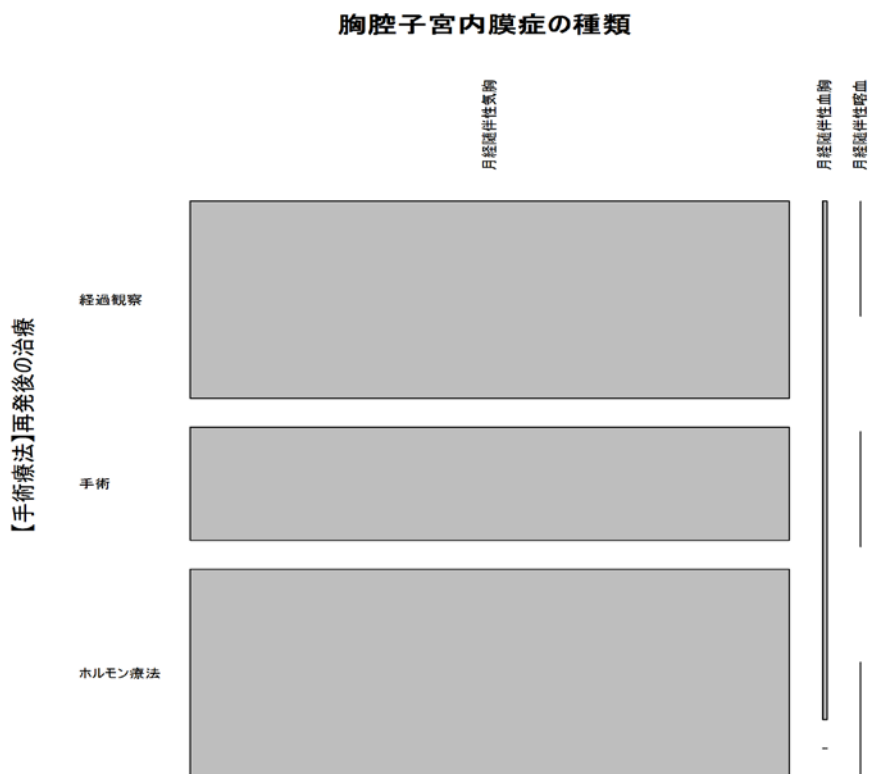 胸腔子宮内膜症の種類
月経随伴性気胸
月経随伴性血胸
月経随伴性喀血
【手術療法】再発後の治療
経過観察
手術
ホルモン療法